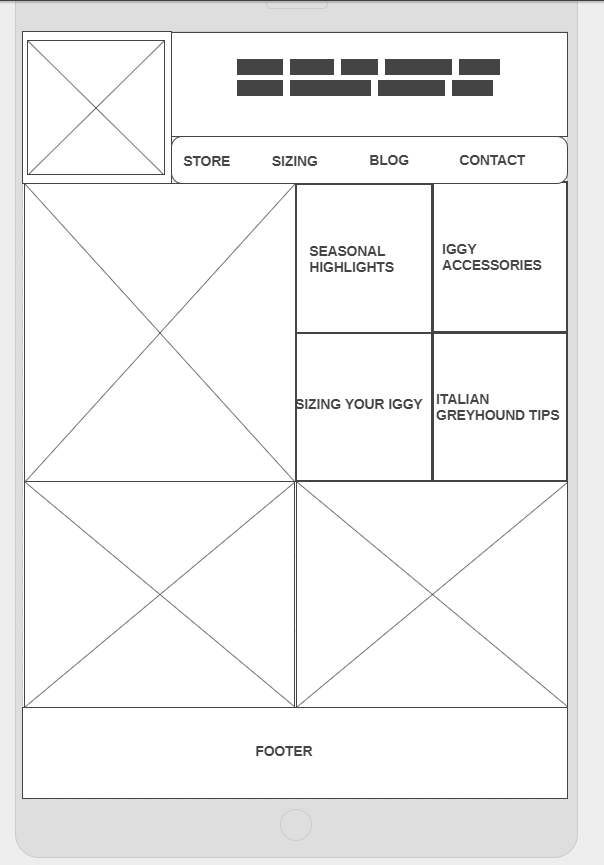 STORE SIZING BLOG CONTACT
SEASONAL
HIGHLIGHTS
IGGY
ACCESSORIES
SIZING YOUR IGGY
ITALIAN
GREYHOUND TIPS
FOOTER